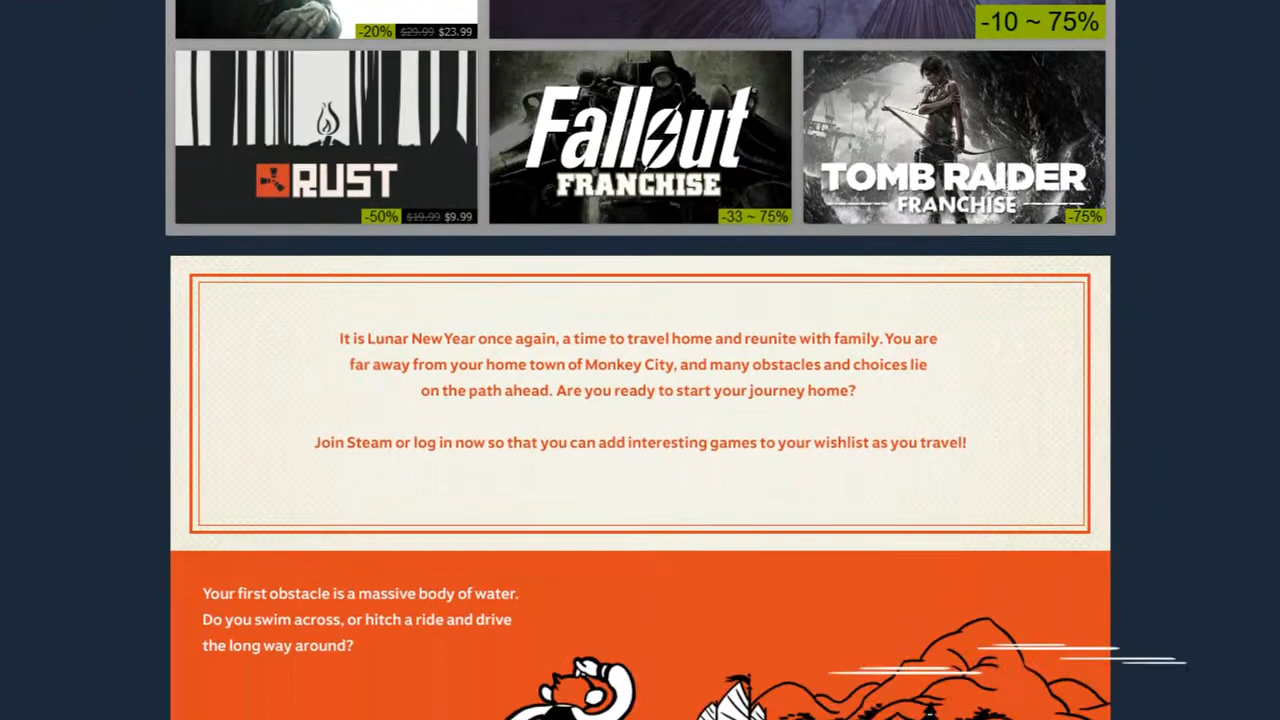 -20% $29.99 $23.99
-10 ~ 75%
RUST
-50% $19.99 $9.99
Fallout
FRANCHISE
-33 ~ 75%
TOMB RAIDER
FRANCHISE
-75%
It is Lunar New Year once again, a time to travel home and reunite with family. You are
far away from your home town of Monkey City, and many obstacles and choices lie
on the path ahead. Are you ready to start your journey home?
Join Steam or log in now so that you can add interesting games to your wishlist as you travel!
Your first obstacle is a massive body of water.
Do you swim across, or hitch a ride and drive
the long way around?